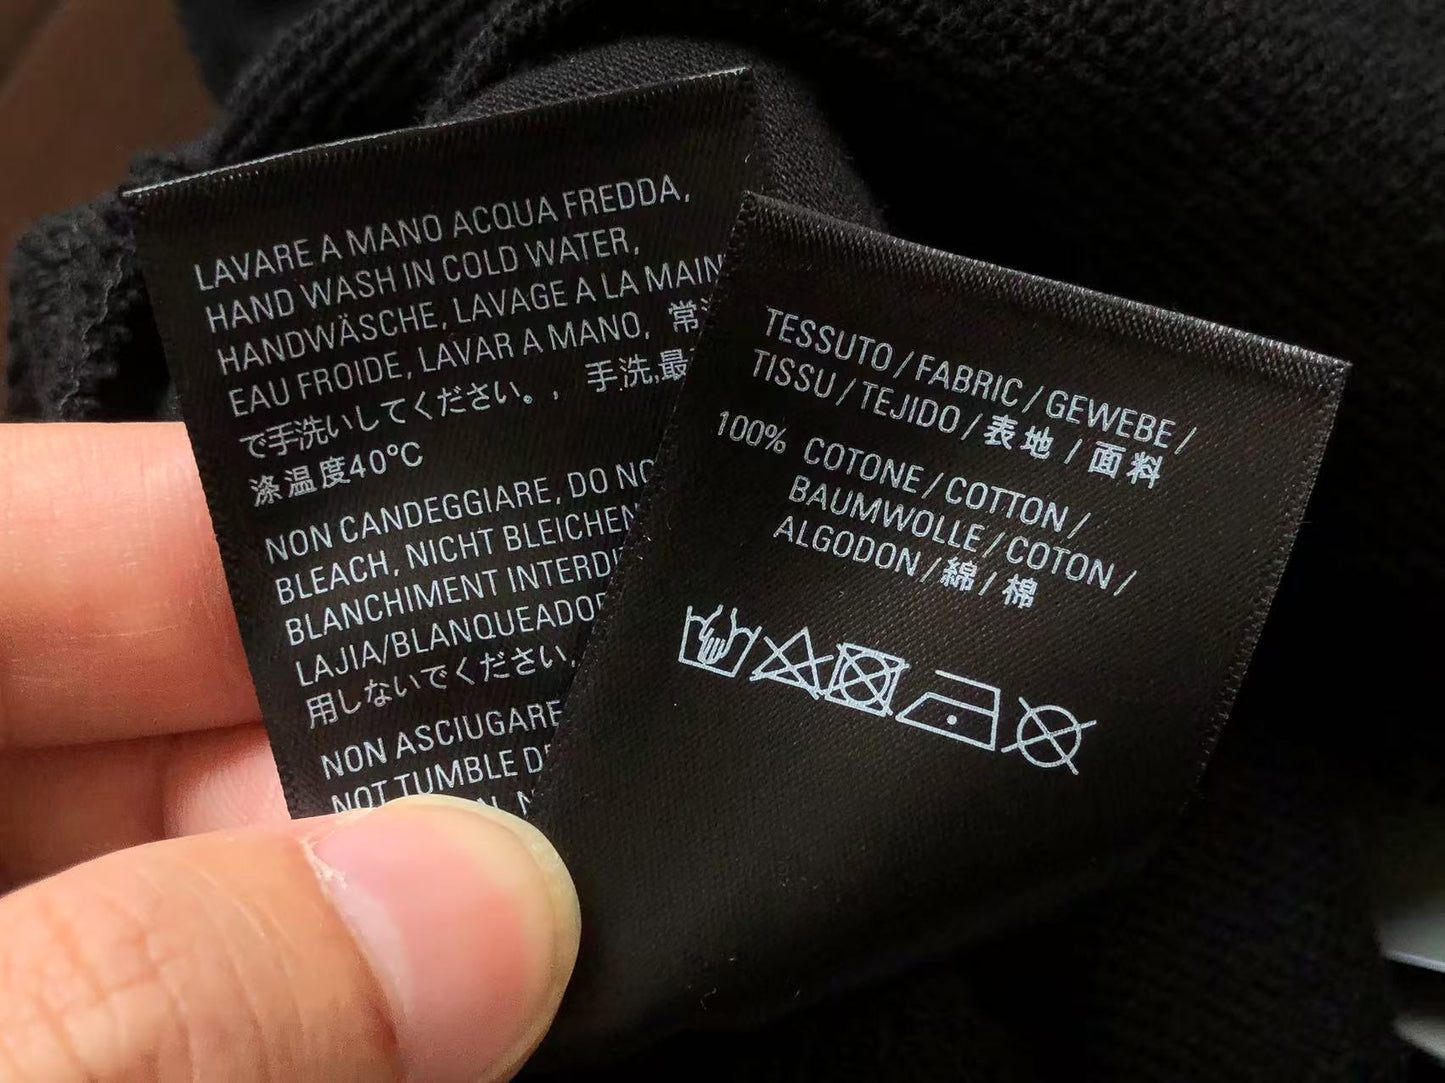 LAVARE A MANO ACQUA FREDDA,
HAND WASH IN COLD WATER,
HANDWÄSCHE, LAVAGE A LA MAIN
EAU FROIDE, LAVAR A MANO, 常
で手洗いしてください。, 手洗,最
涤温度40°C
NON CANDEGGIARE, DO NO
BLEACH, NICHT BLEICHEN
BLANCHIMENT INTERDI
LAJIA/BLANQUEADO
用しないでください,
NON ASCIUGARE
NOT TUMBLE D
TESSUTO / FABRIC / GEWEBE /
TISSU / TEJIDO / 表地 / 面料
100% COTONE / COTTON /
BAUMWOLLE / COTON /
ALGODON / 綿 / 棉